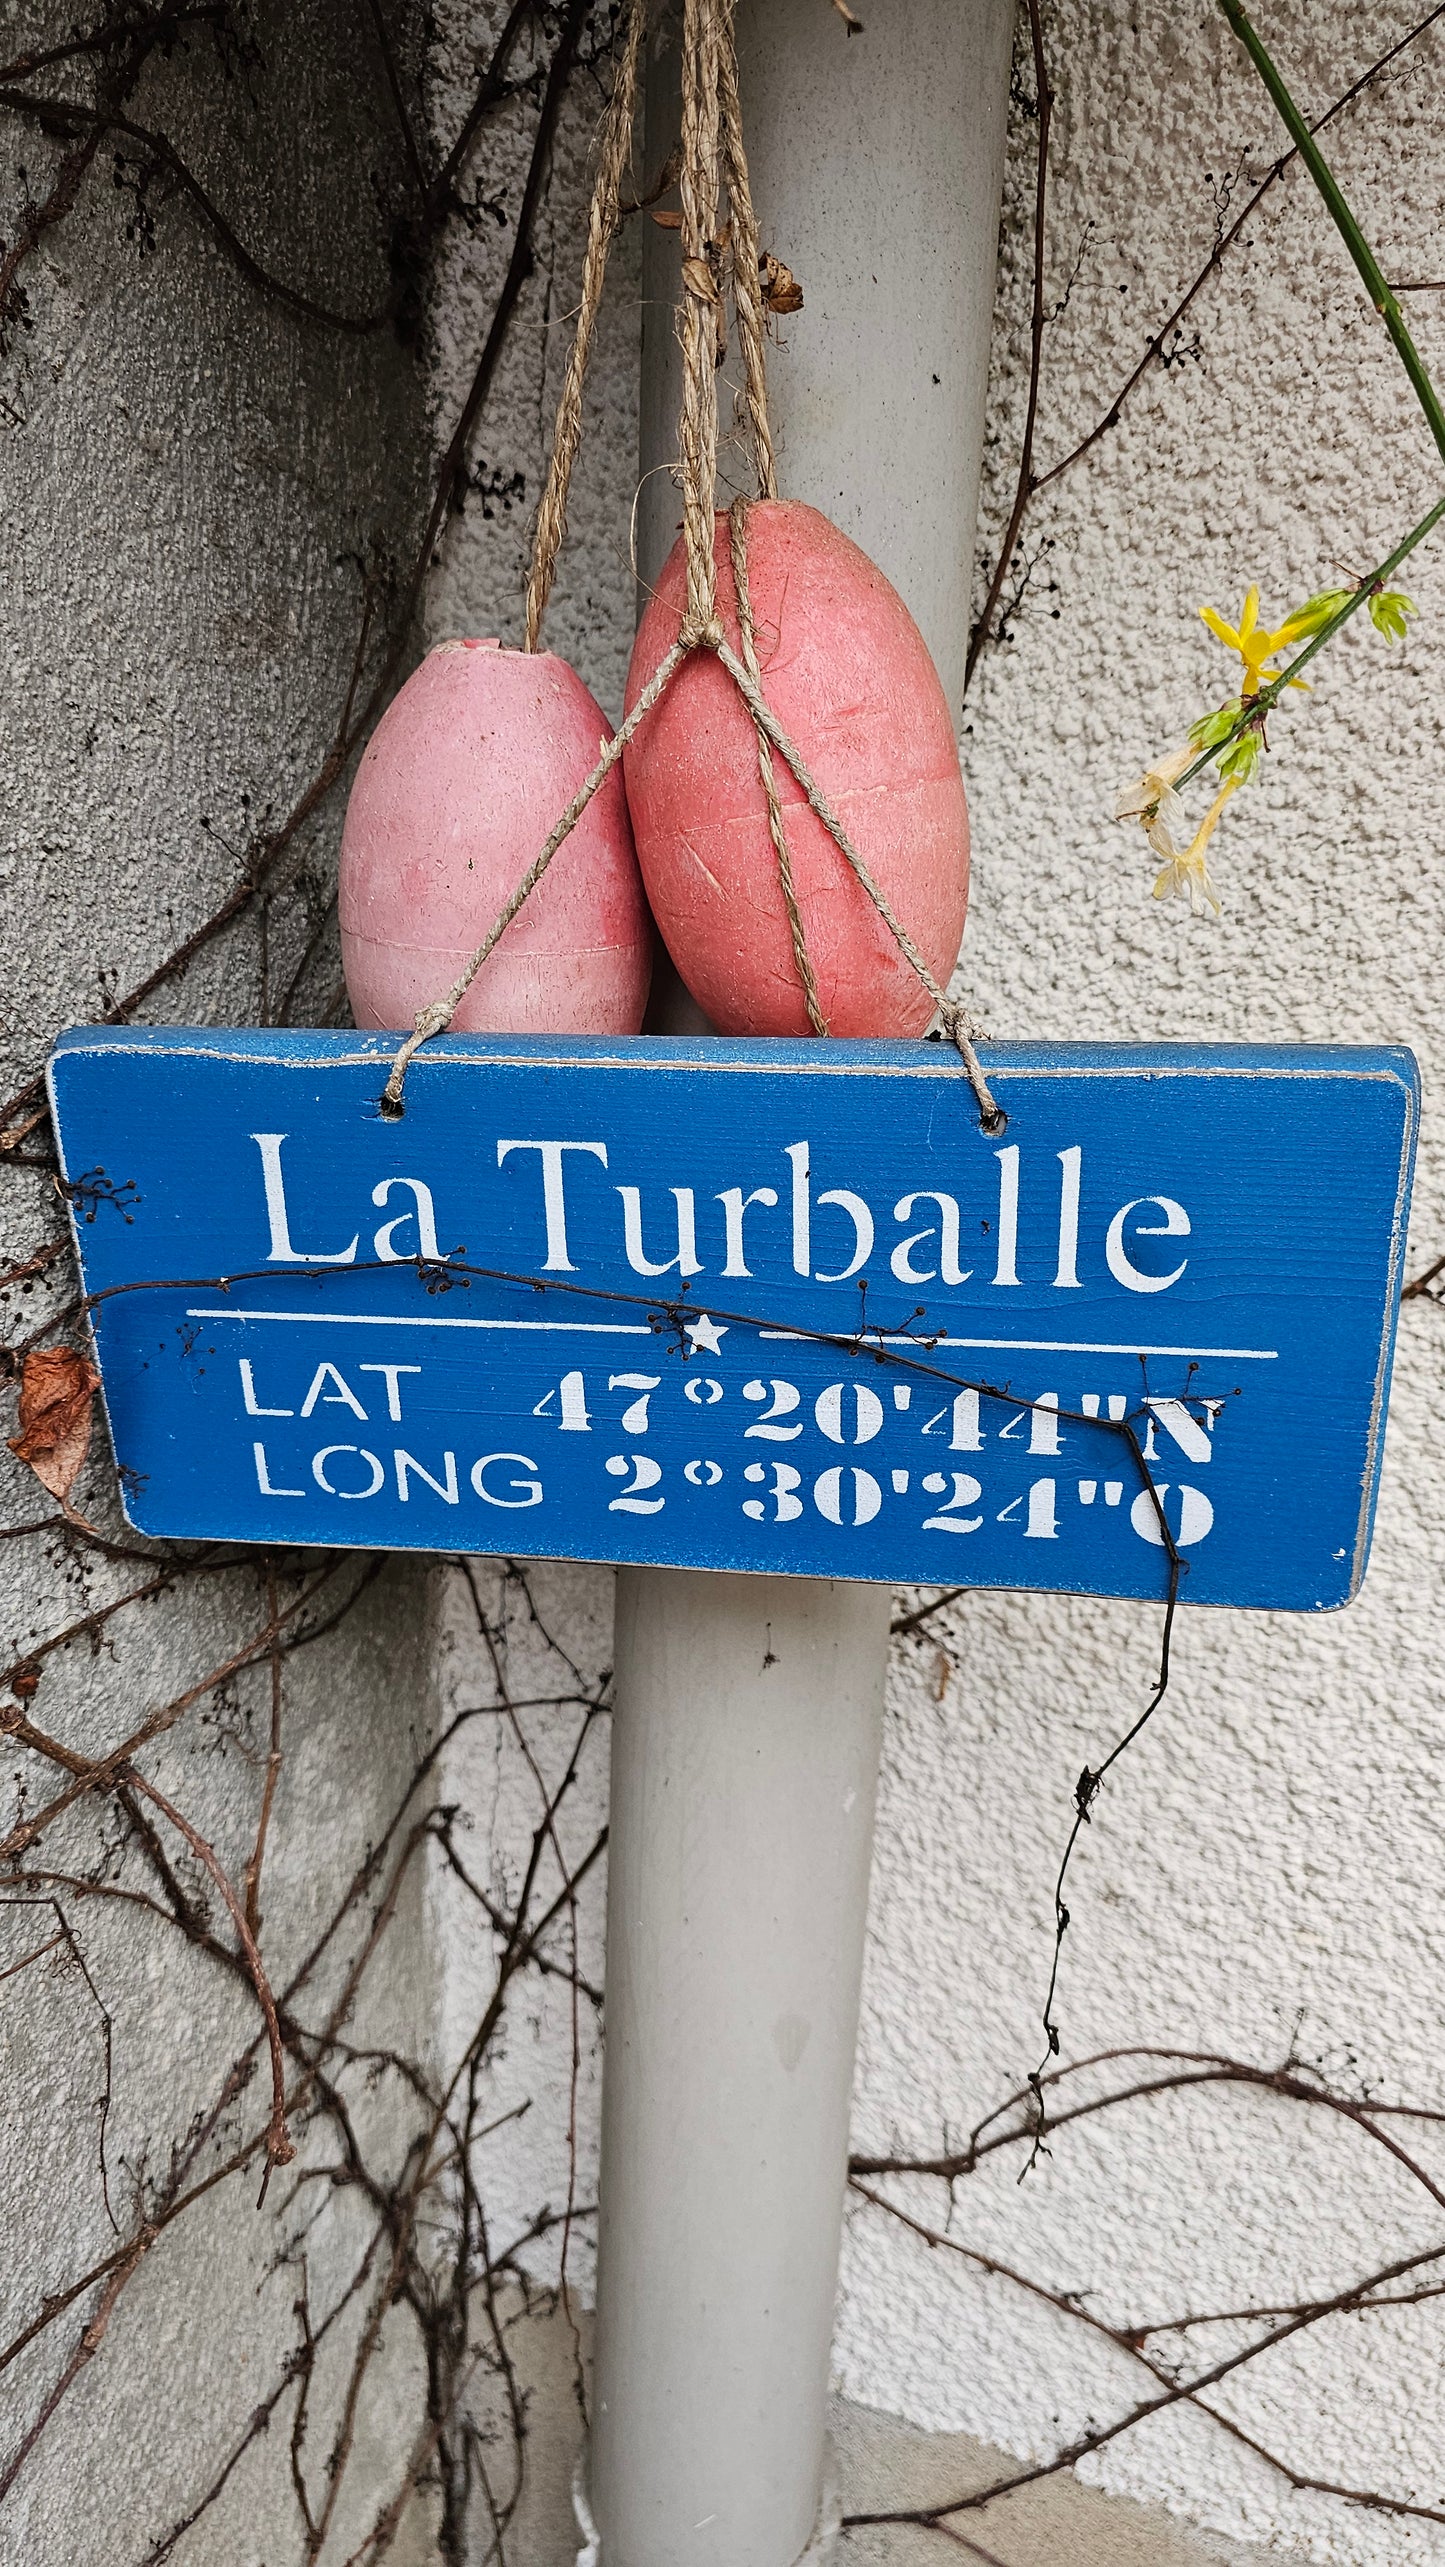 La Turballe
LAT 47°20'44"N
LONG 2°30'24"O